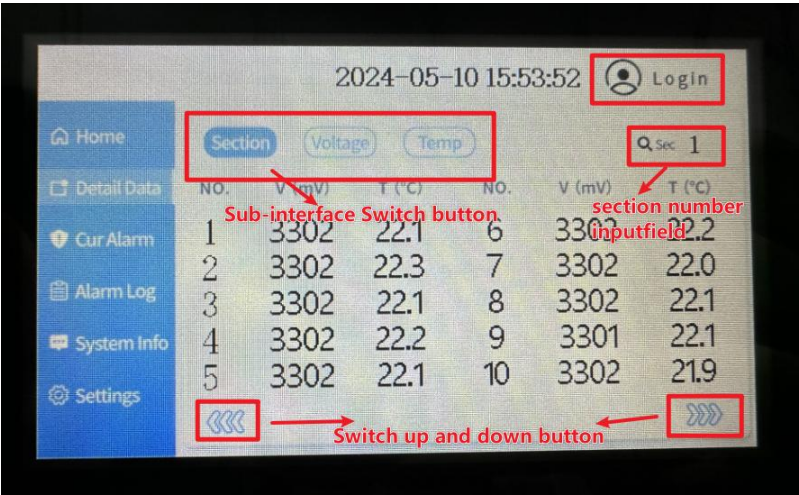 2024-05-10 15:53:52 Login
Home
Section Voltage Temp
Sec 1
Detail Data
NO. V (mV) T (°C) NO. V (mV) T (°C)
Sub-interface Switch button
section number
inputfield
Cur Alarm
1 3302 22.1 6 3302 22.2
2 3302 22.3 7 3302 22.0
Alarm Log
3 3302 22.1 8 3302 22.1
System Info
4 3302 22.2 9 3301 22.1
5 3302 22.1 10 3302 21.9
Settings
Switch up and down button